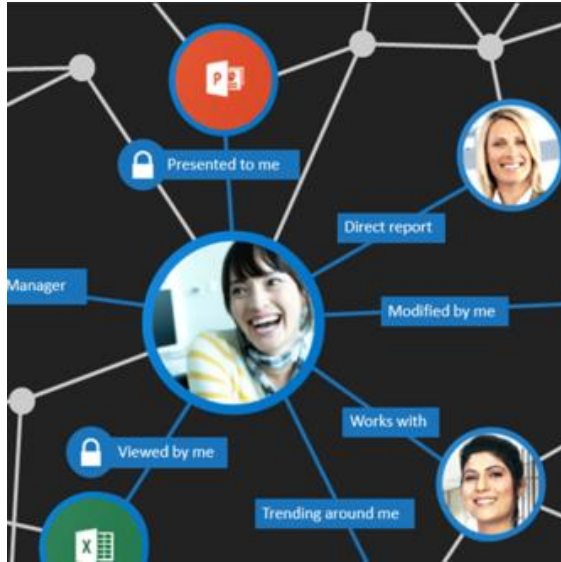 P
Presented to me
Direct report
Manager
Modified by me
Works with
Viewed by me
Trending around me
X